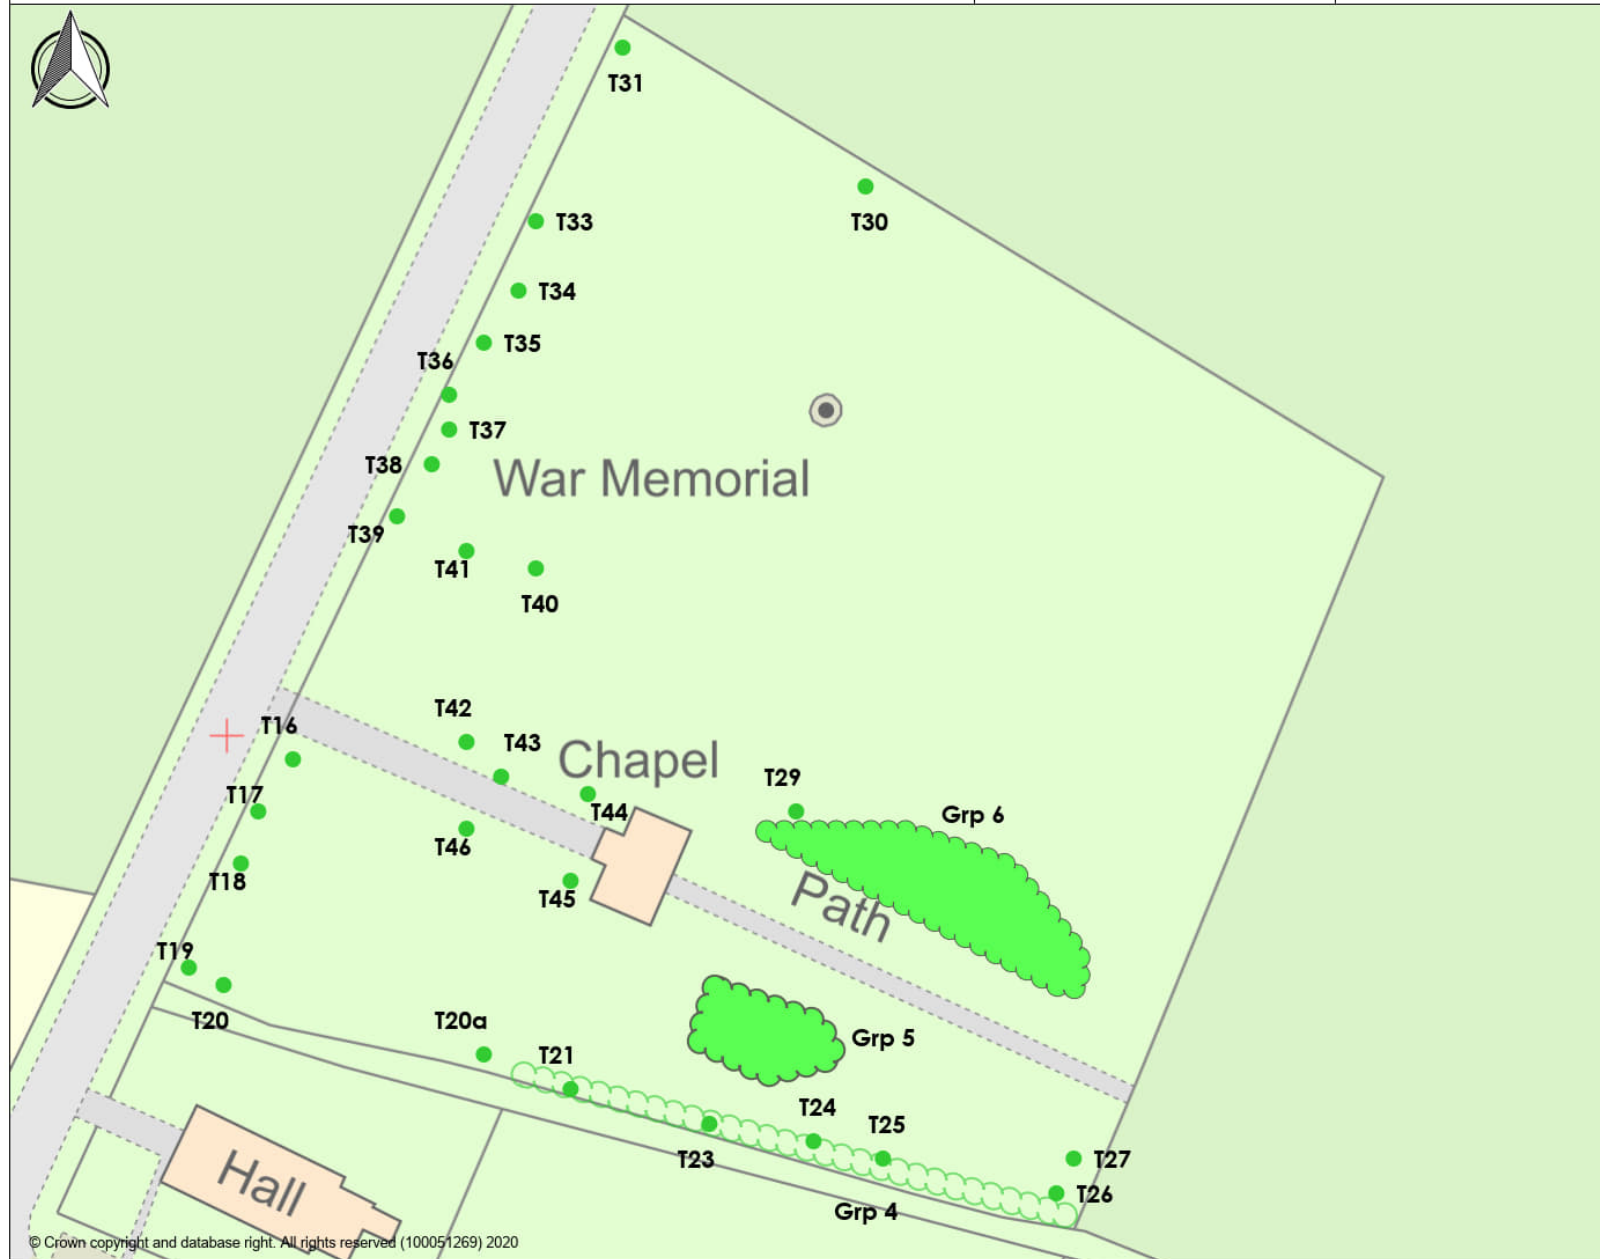 T31
T30
T33
T34
T35
T36
T37
T38
War Memorial
T39
T41
T40
T42
T16
T43
Chapel
T29
T17
T44
Grp 6
T46
T18
T45
Path
T19
T20
T20a
Grp 5
T21
T24
T25
T23
T27
Hall
T26
Grp 4
© Crown copyright and database right. All rights reserved (100051269) 2020